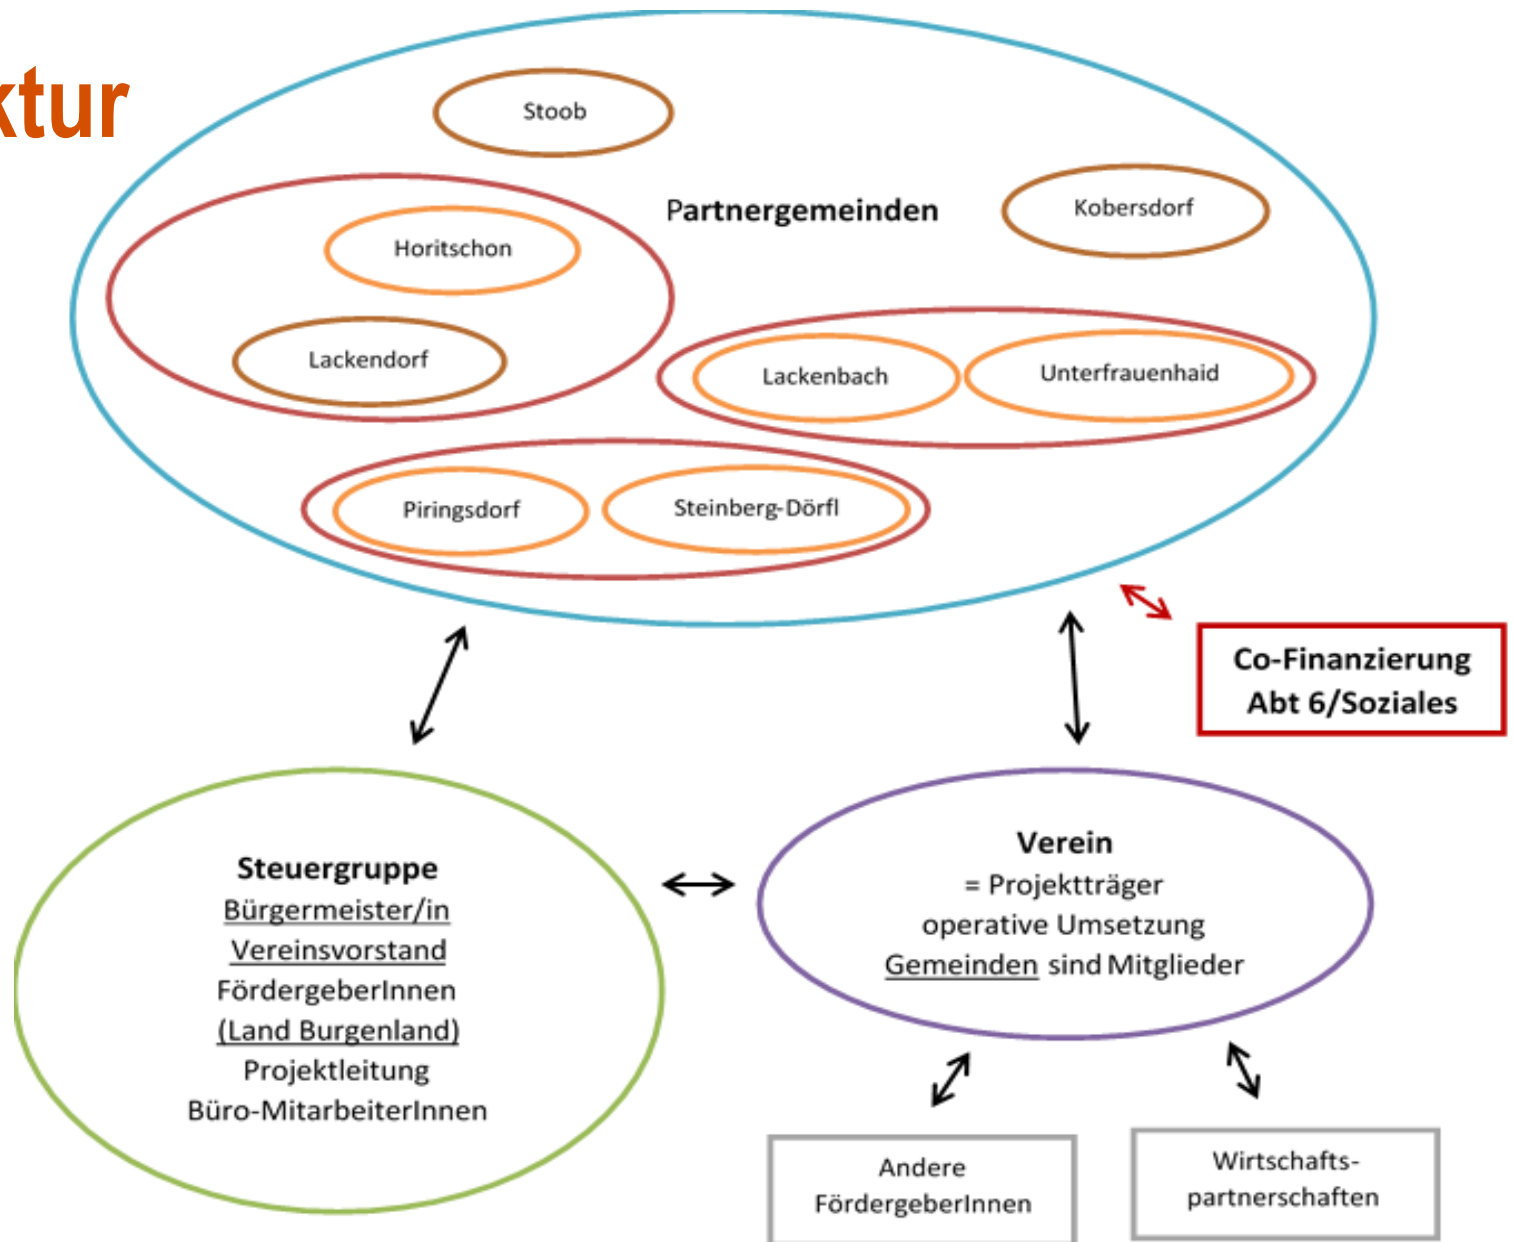 ktur
Stoob
Partnergemeinden
Kobersdorf
Horitschon
Lackendorf
Lackenbach
Unterfrauenhaid
Piringsdorf
Steinberg-Dörfl
Co-Finanzierung
Abt 6/Soziales
Steuergruppe
Bürgermeister/in
Vereinsvorstand
FördergeberInnen
(Land Burgenland)
Projektleitung
Büro-MitarbeiterInnen
Verein
= Projektträger
operative Umsetzung
Gemeinden sind Mitglieder
Andere
FördergeberInnen
Wirtschafts-
partnerschaften